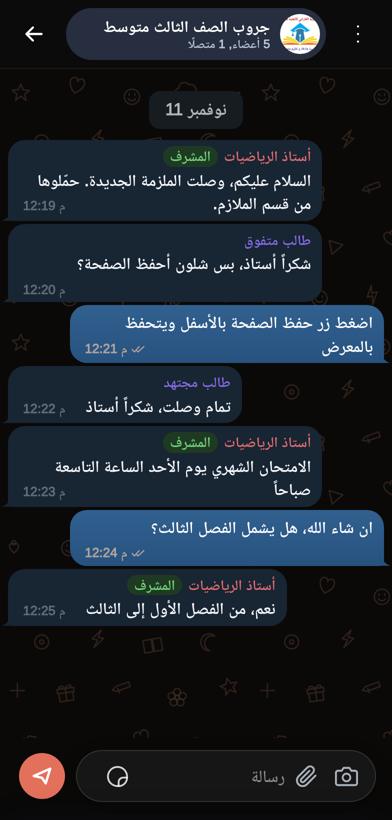 جروب الصف الثالث متوسط
5 أعضاء, 1 متصلًا
نوفمبر 11
أستاذ الرياضيات المشرف
السلام عليكم، وصلت الملزمة الجديدة. حمّلوها
من قسم الملازم.
12:19 م
طالب متفوق
شكراً أستاذ، بس شلون أحفظ الصفحة؟
12:20 م
اضغط زر حفظ الصفحة بالأسفل ويتحفظ
بالمعرض
12:21 م
طالب مجتهد
تمام وصلت، شكراً أستاذ
12:22 م
أستاذ الرياضيات المشرف
الامتحان الشهري يوم الأحد الساعة التاسعة
صباحاً
12:23 م
ان شاء الله، هل يشمل الفصل الثالث؟
12:24 م
أستاذ الرياضيات المشرف
نعم، من الفصل الأول إلى الثالث
12:25 م
رسالة